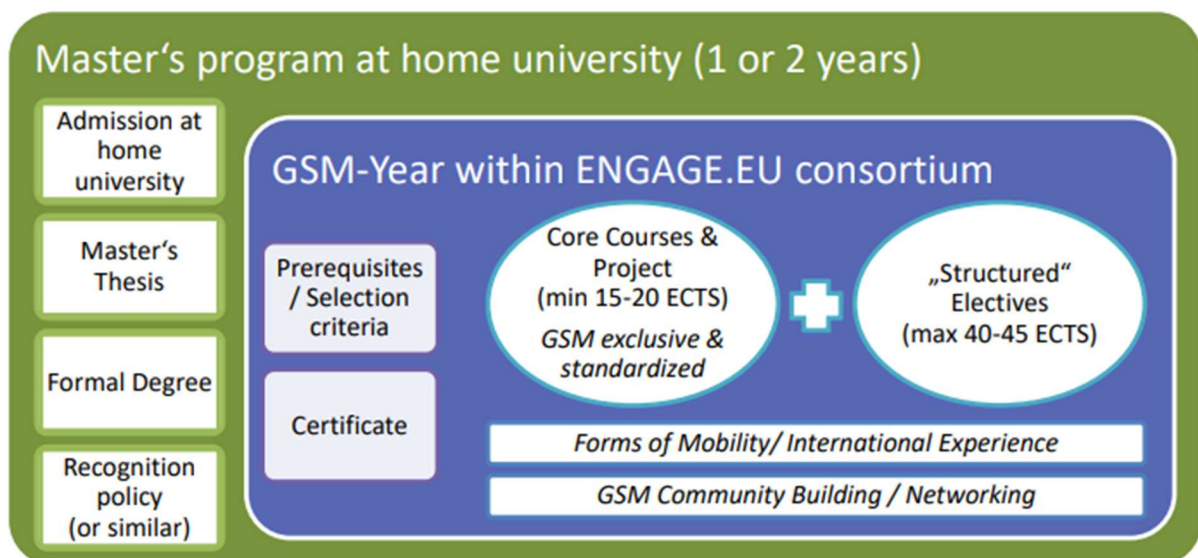 Master‘s program at home university (1 or 2 years)
Admission at
home
university
Master‘s
Thesis
Formal Degree
Recognition
policy
(or similar)
GSM-Year within ENGAGE.EU consortium
Prerequisites
/ Selection
criteria
Certificate
Core Courses &
Project
(min 15-20 ECTS)
GSM exclusive &
standardized
„Structured“
Electives
(max 40-45 ECTS)
Forms of Mobility/ International Experience
GSM Community Building / Networking